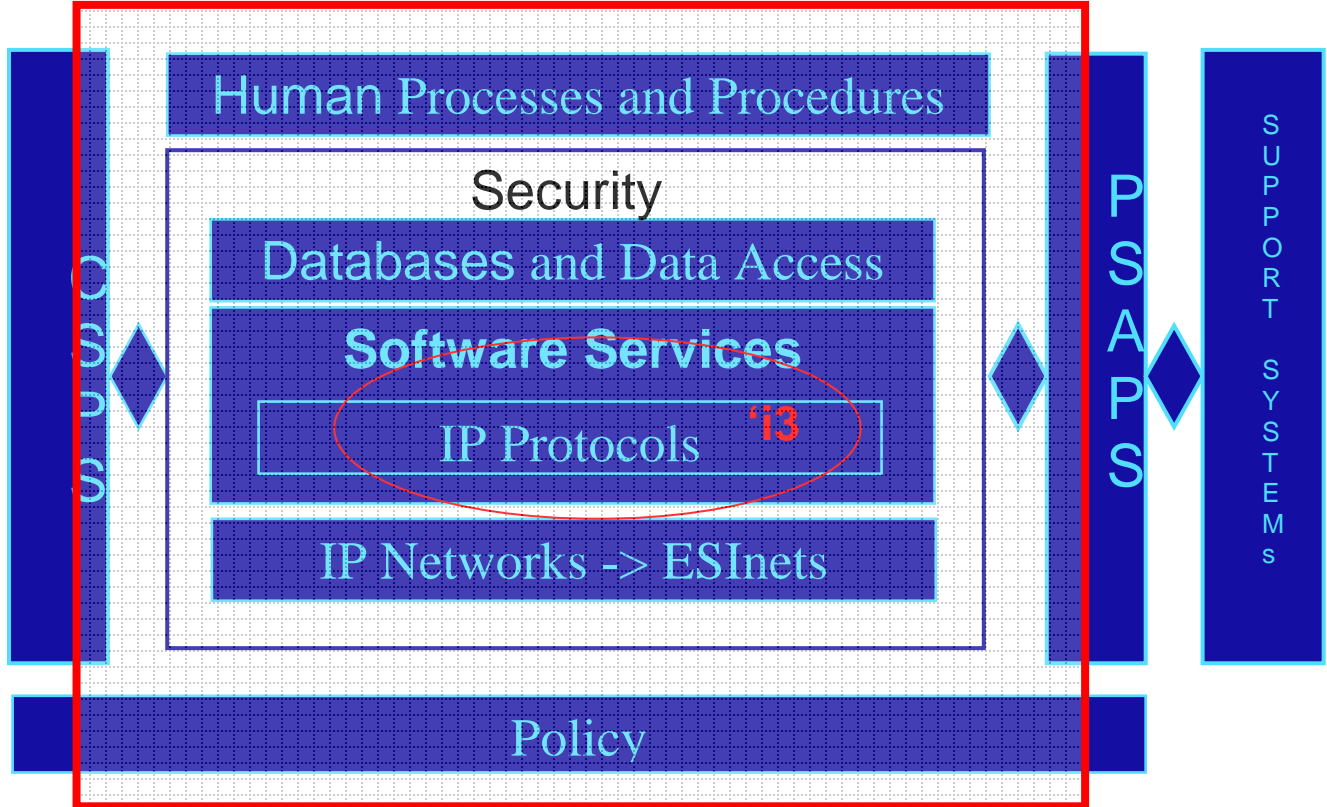 Human Processes and Procedures
Security
Databases and Data Access
Software Services
‘i3
IP Protocols
IP Networks -> ESInets
CSPS
PSAPS
SUPPORT SYSTEMs
Policy